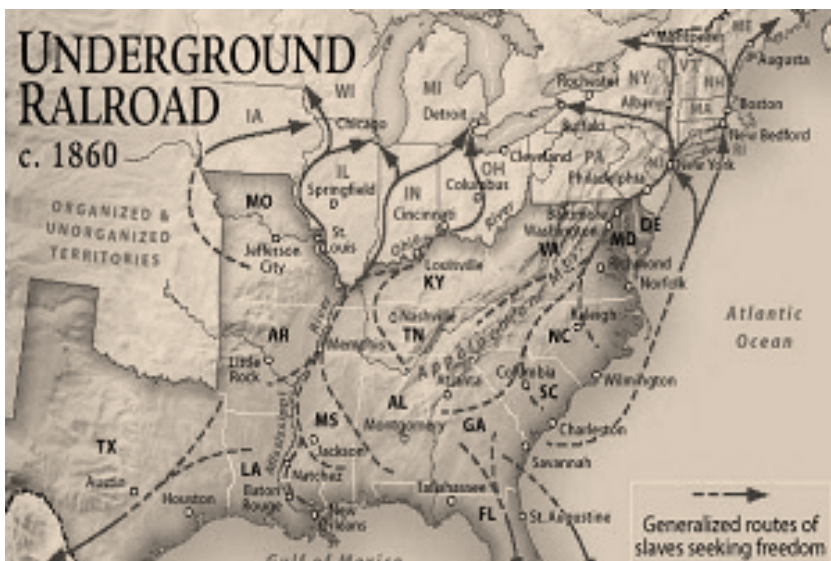 UNDERGROUND
RALROAD
c. 1860
ORGANIZED &
UNORGANIZED
TERRITORIES
IA
WI
MI
Detroit
Chicago
IL
Springfield
IN
OH
Columbus
Cincinnati
Cleveland
PA
Philadelphia
NY
Rochester
Buffalo
Albany
VT
NH
ME
Augusta
MA
Boston
New Bedford
RI
NJ
New York
MO
Jefferson
City
St.
Louis
Ohio
River
Louisville
KY
Nashville
TN
Memphis
River
Baltimore
Washington
MD
DE
VA
Richmond
Norfolk
Raleigh
NC
Wilmington
Columbia
SC
Charleston
Savannah
Atlanta
GA
AL
Montgomery
AR
Little
Rock
MS
Jackson
Mississippi
Natchez
LA
Baton
Rouge
New
Orleans
TX
Austin
Houston
Tallahassee
FL
St. Augustine
Atlantic
Ocean
Gulf of Mexico
Generalized routes of
slaves seeking freedom